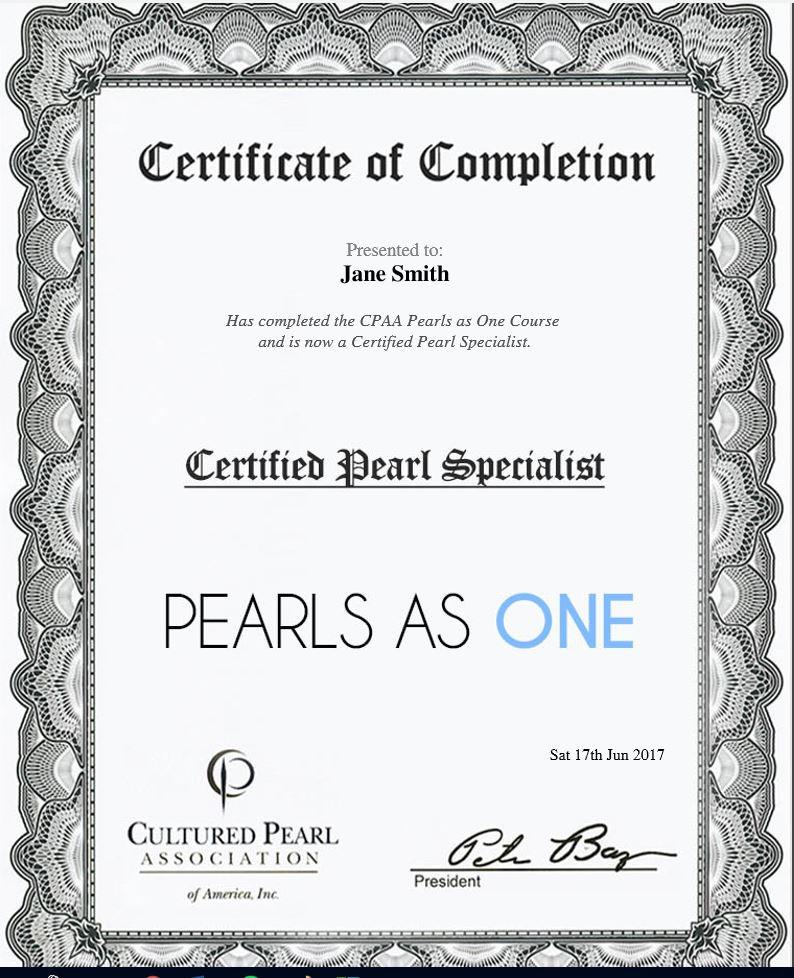 Certificate of Completion
Presented to:
Jane Smith
Has completed the CPAA Pearls as One Course
and is now a Certified Pearl Specialist.
Certified Pearl Specialist
PEARLS AS ONE
Sat 17th Jun 2017
CULTURED PEARL
ASSOCIATION
of America, Inc.
President